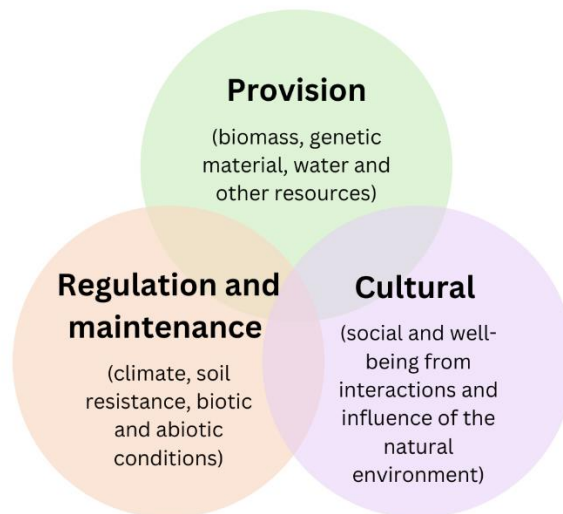 Provision
(biomass, genetic
material, water and
other resources)
Regulation and
maintenance
(climate, soil
resistance, biotic
and abiotic
conditions)
Cultural
(social and well-
being from
interactions and
influence of the
natural
environment)